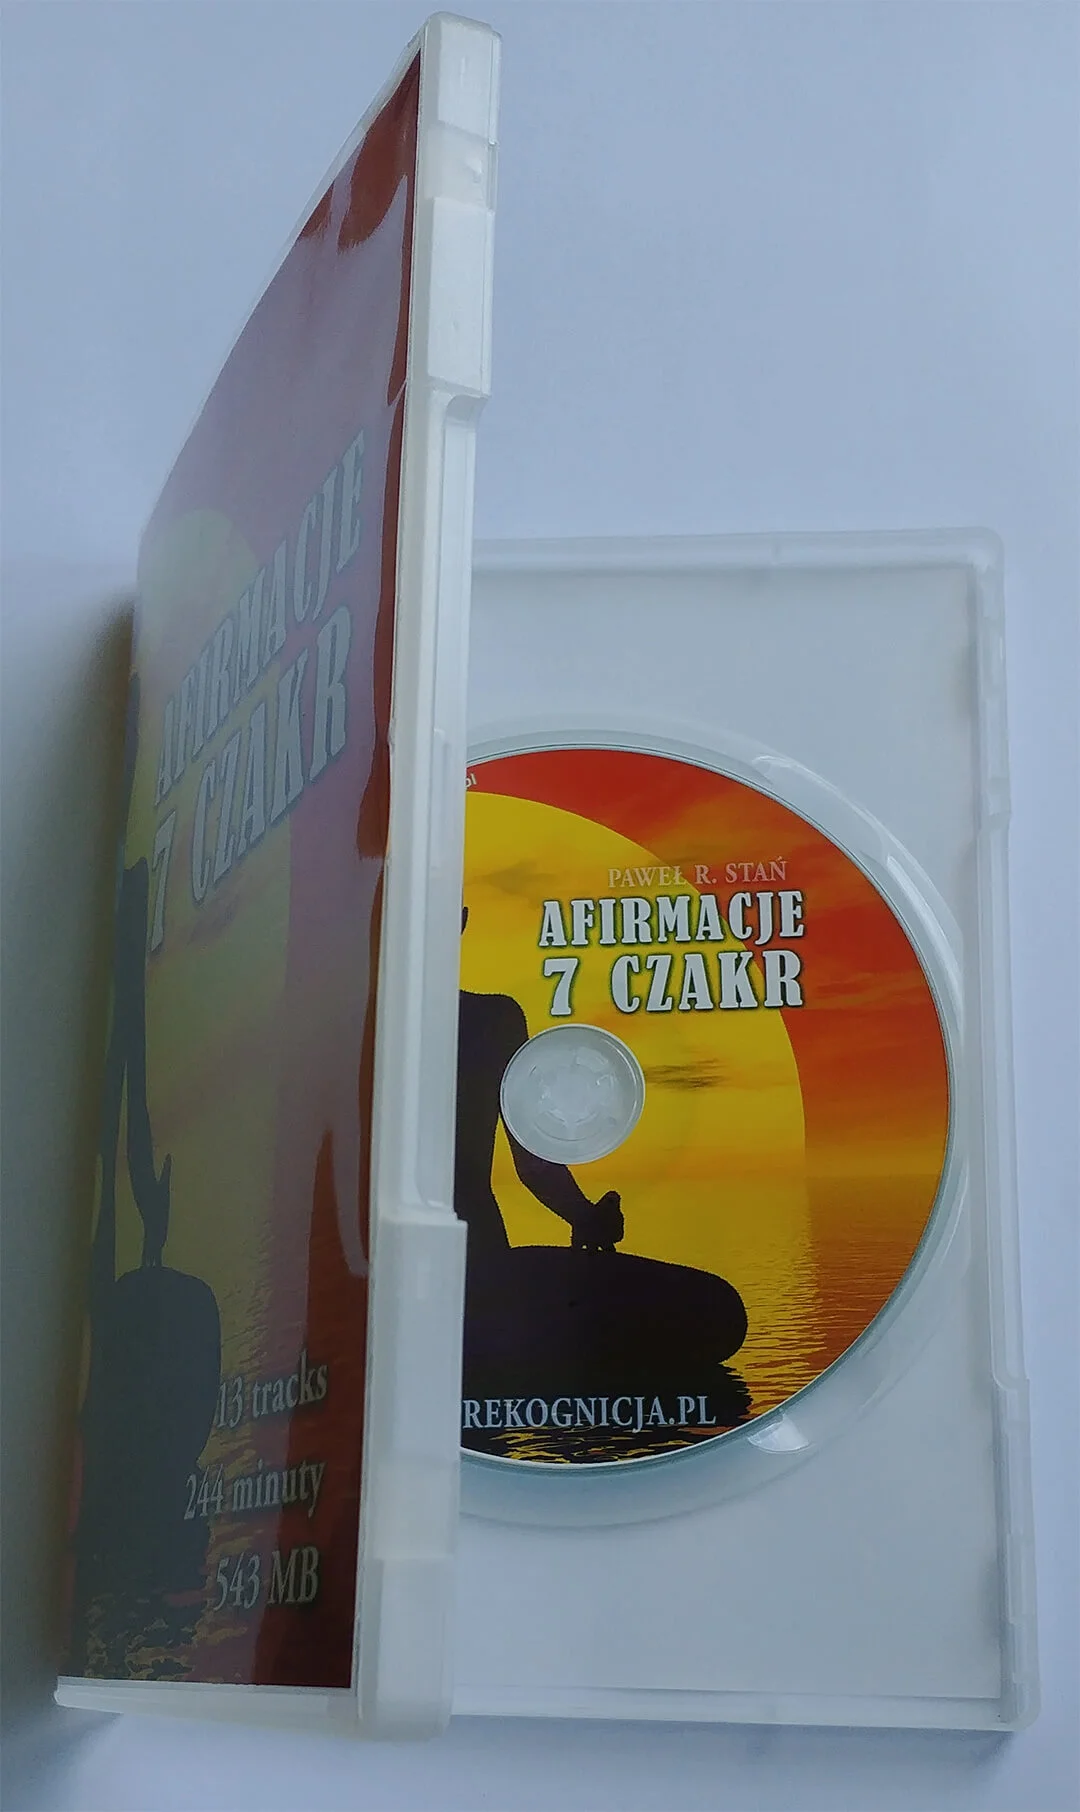 AFIRMACJE
7 CZAKR
13 tracks
244 minuty
543 MB
PAWEŁ R. STAŃ
AFIRMACJE
7 CZAKR
REKOGNICJA.PL